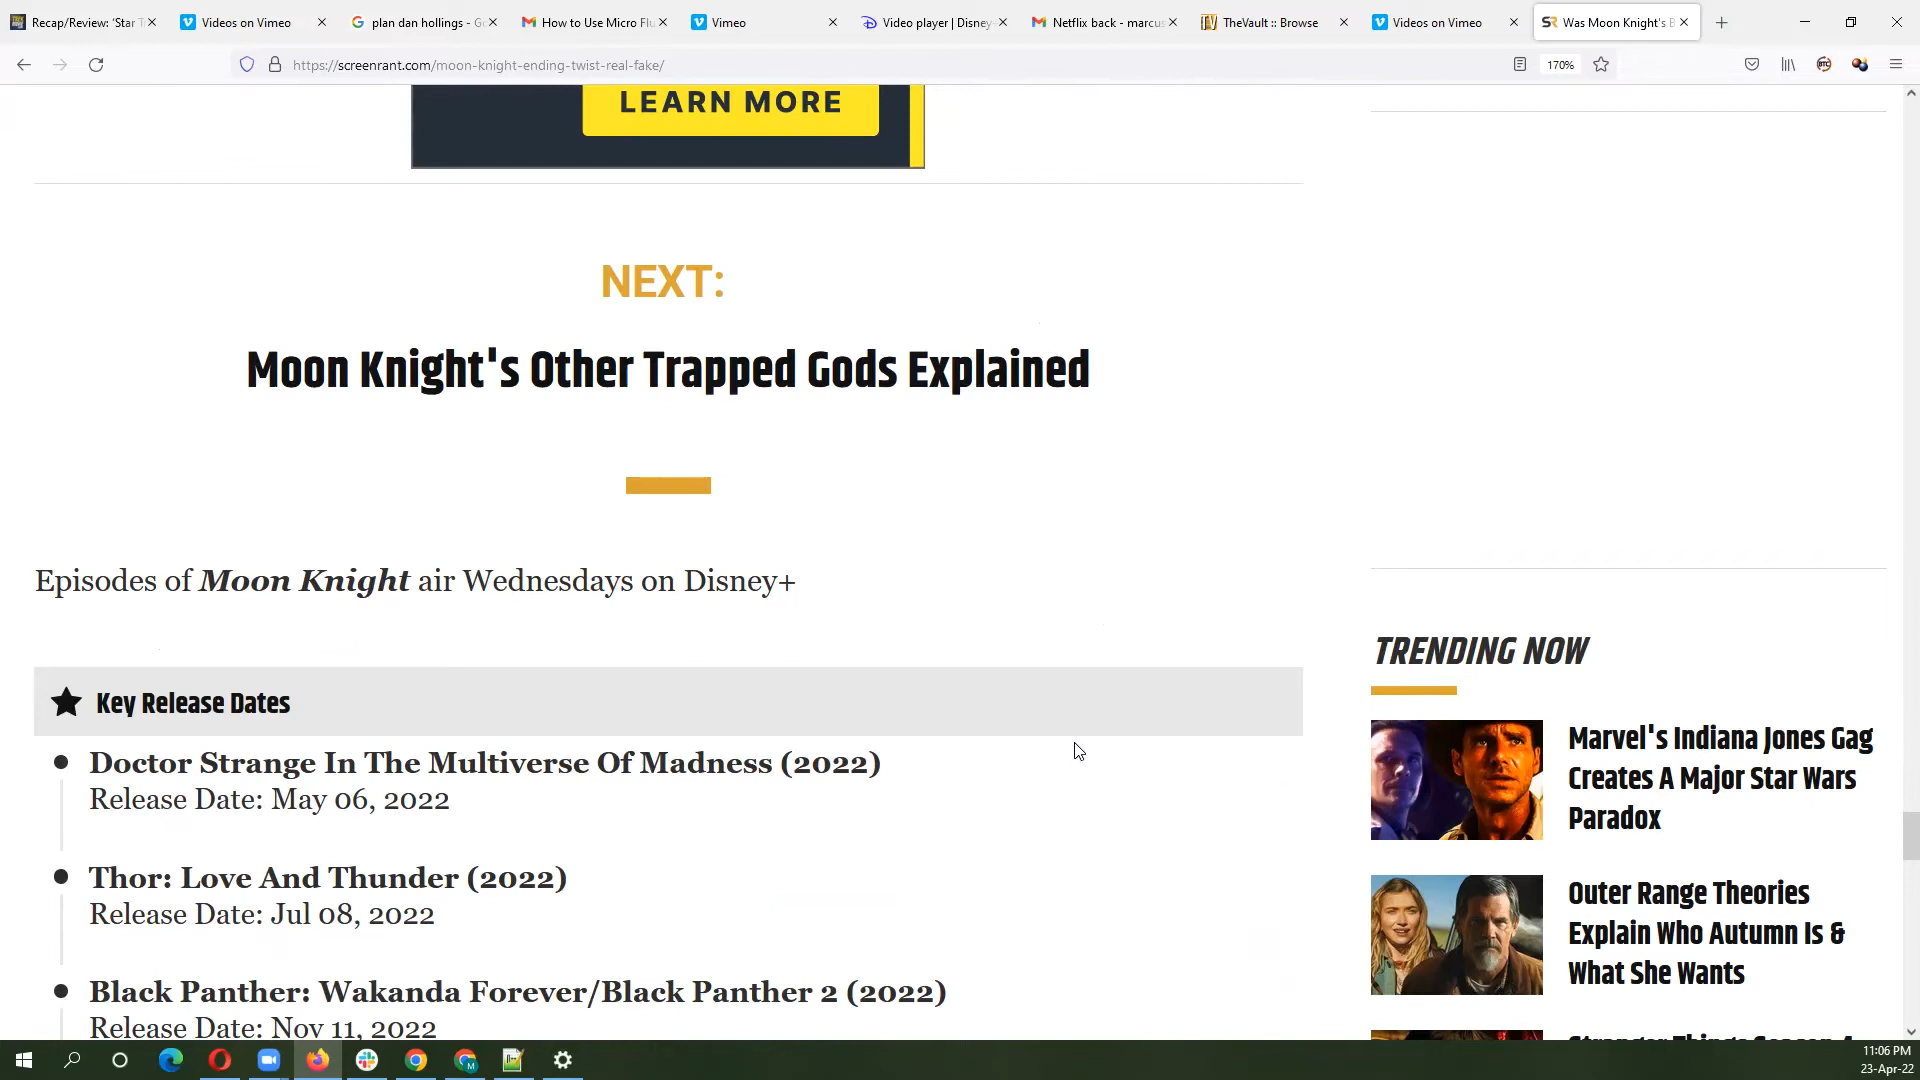 Recap/Review: 'Star T
Videos on Vimeo
plan dan hollings - Go
How to Use Micro Flu
Vimeo
Video player | Disney+
Netflix back - marcus
TheVault :: Browse
Videos on Vimeo
SR Was Moon Knight's B
https://screenrant.com/moon-knight-ending-twist-real-fake/
170%
LEARN MORE
NEXT:
Moon Knight's Other Trapped Gods Explained
Episodes of Moon Knight air Wednesdays on Disney+
Key Release Dates
Doctor Strange In The Multiverse Of Madness (2022)
Release Date: May 06, 2022
Thor: Love And Thunder (2022)
Release Date: Jul 08, 2022
Black Panther: Wakanda Forever/Black Panther 2 (2022)
Release Date: Nov 11, 2022
TRENDING NOW
Marvel's Indiana Jones Gag
Creates A Major Star Wars
Paradox
Outer Range Theories
Explain Who Autumn Is &
What She Wants
Stranger Things Season 4
11:06 PM
23-Apr-22